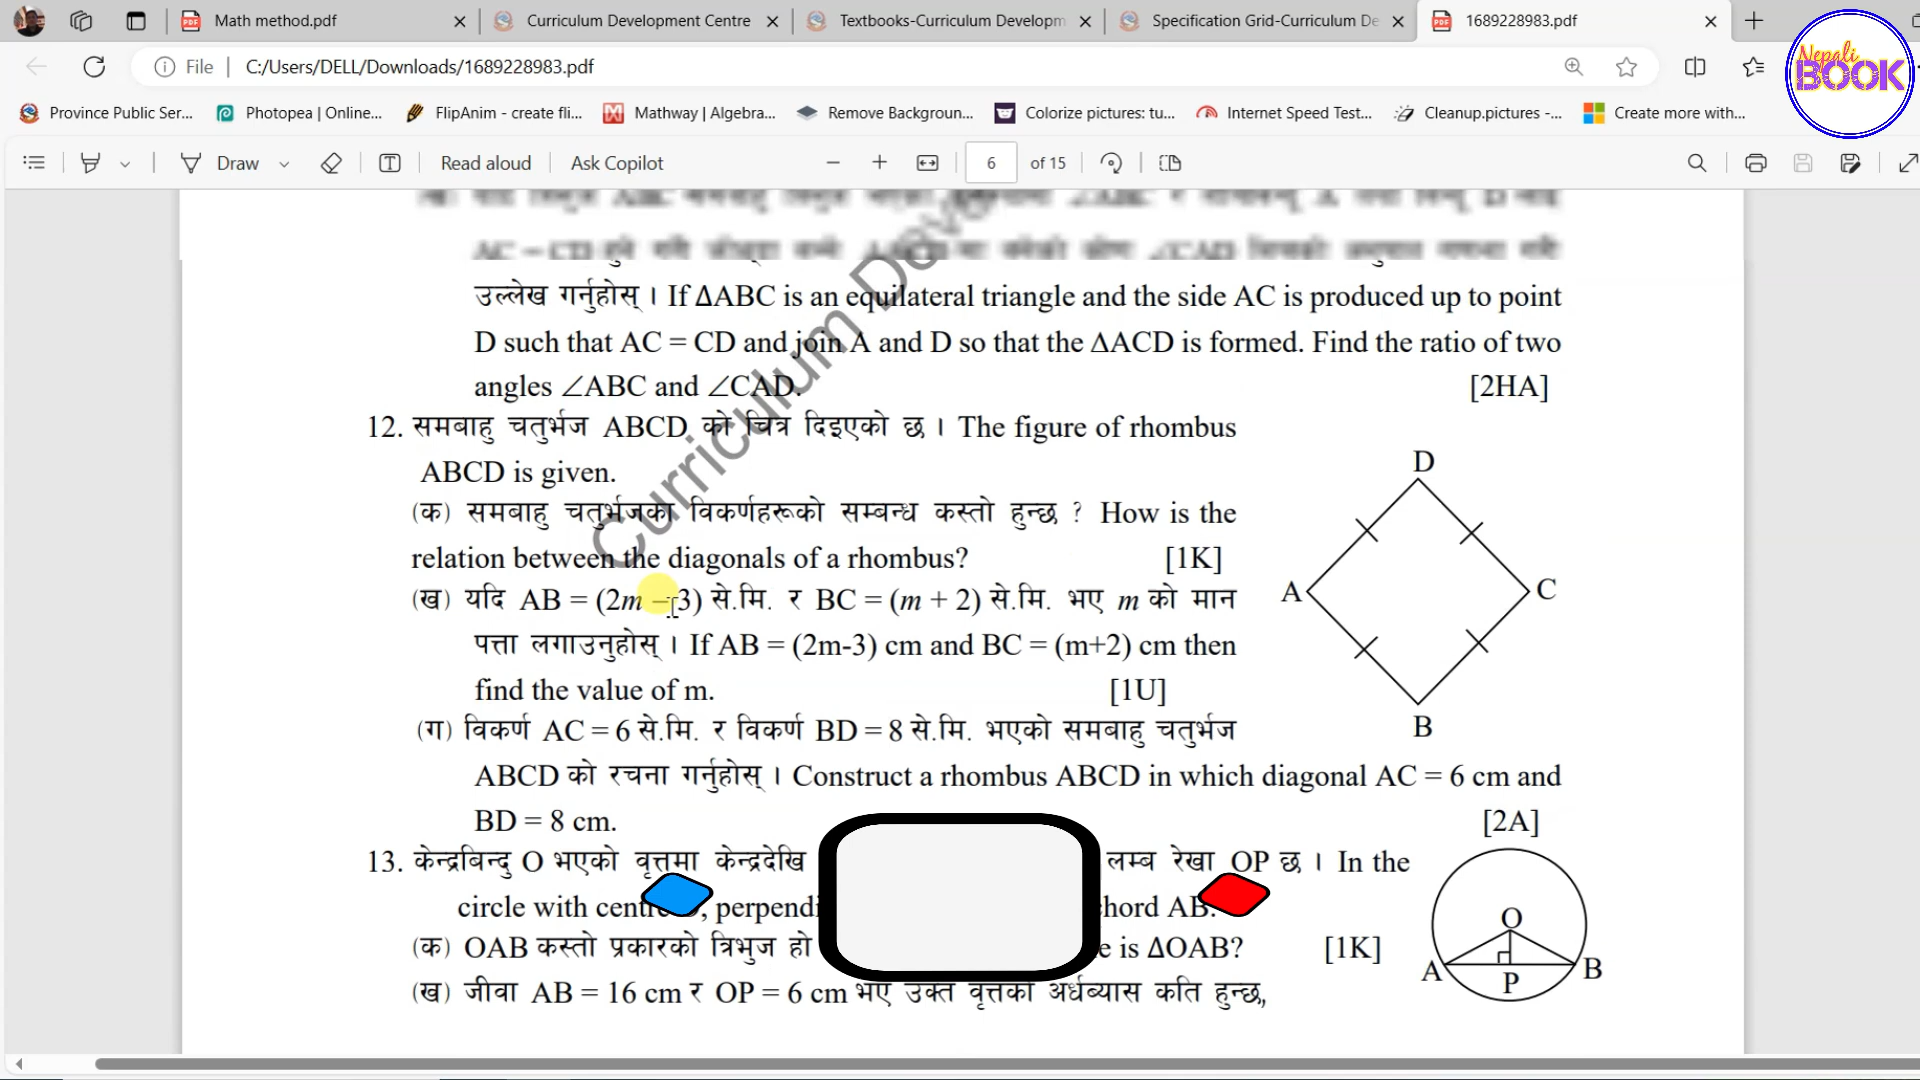 Math method.pdf
Curriculum Development Centre
Textbooks-Curriculum Developm
Specification Grid-Curriculum De
1689228983.pdf
File
C:/Users/DELL/Downloads/1689228983.pdf
Nepali
BOOK
Province Public Ser...
Photopea | Online...
FlipAnim - create fli...
Mathway | Algebra...
Remove Backgroun...
Colorize pictures: tu...
Internet Speed Test...
Cleanup.pictures -...
Create more with...
Draw
Read aloud
Ask Copilot
6
of 15
Curriculum Deve
उल्लेख गर्नुहोस् । If ΔABC is an equilateral triangle and the side AC is produced up to point
D such that AC = CD and join A and D so that the ΔACD is formed. Find the ratio of two
angles ∠ABC and ∠CAD. [2HA]
12. समबाहु चतुर्भुज ABCD को चित्र दिइएको छ । The figure of rhombus
ABCD is given.
(क) समबाहु चतुर्भुजका विकर्णहरूको सम्बन्ध कस्तो हुन्छ ? How is the
relation between the diagonals of a rhombus? [1K]
(ख) यदि AB = (2m – 3) से.मि. र BC = (m + 2) से.मि. भए m को मान
पत्ता लगाउनुहोस् । If AB = (2m-3) cm and BC = (m+2) cm then
find the value of m. [1U]
(ग) विकर्ण AC = 6 से.मि. र विकर्ण BD = 8 से.मि. भएको समबाहु चतुर्भुज
ABCD को रचना गर्नुहोस् । Construct a rhombus ABCD in which diagonal AC = 6 cm and
BD = 8 cm. [2A]
D
A
C
B
13. केन्द्रबिन्दु O भएको वृत्तमा केन्द्रदेखि लम्ब रेखा OP छ । In the
circle with centre O, perpendi chord AB.
(क) OAB कस्तो प्रकारको त्रिभुज हो e is ΔOAB? [1K]
(ख) जीवा AB = 16 cm र OP = 6 cm भए उक्त वृत्तको अर्धब्यास कति हुन्छ,
O
A
B
P